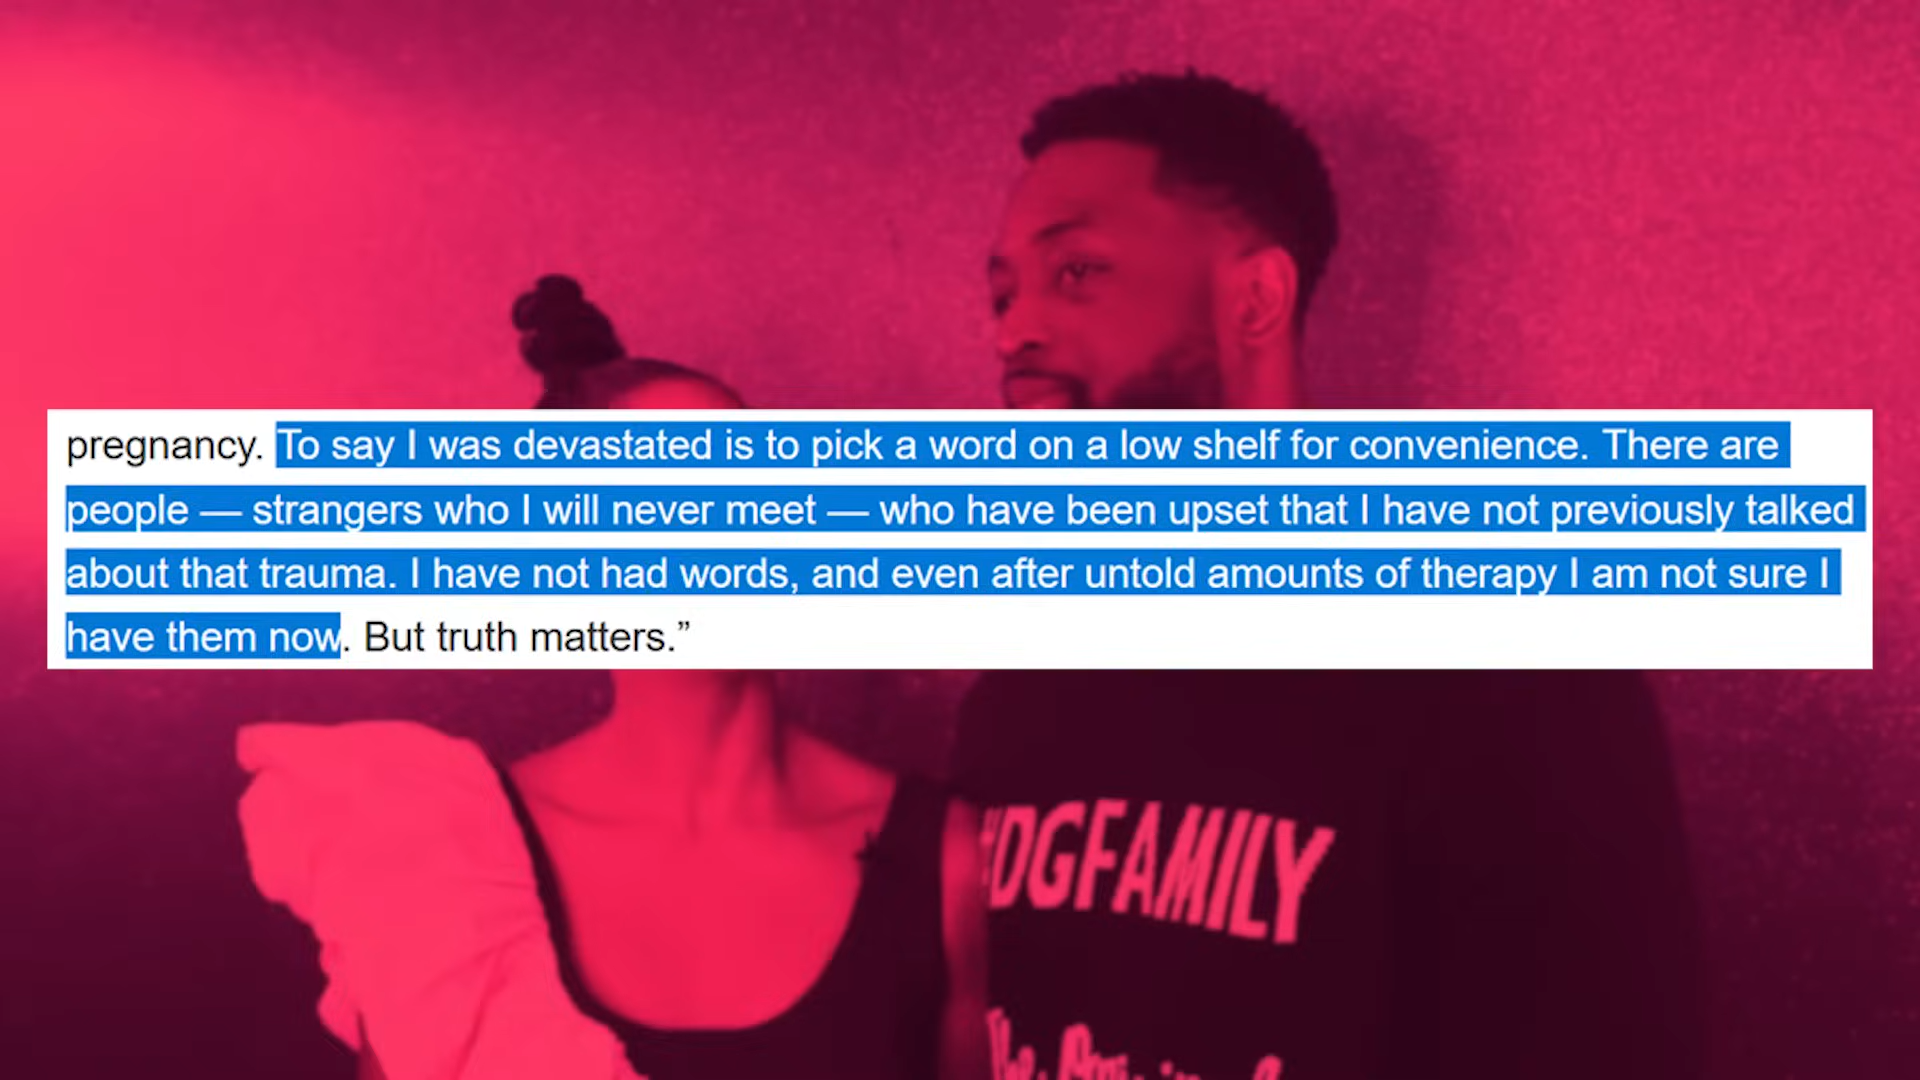 pregnancy. To say I was devastated is to pick a word on a low shelf for convenience. There are
people — strangers who I will never meet — who have been upset that I have not previously talked
about that trauma. I have not had words, and even after untold amounts of therapy I am not sure I
have them now. But truth matters.”
DGFAMILY
The